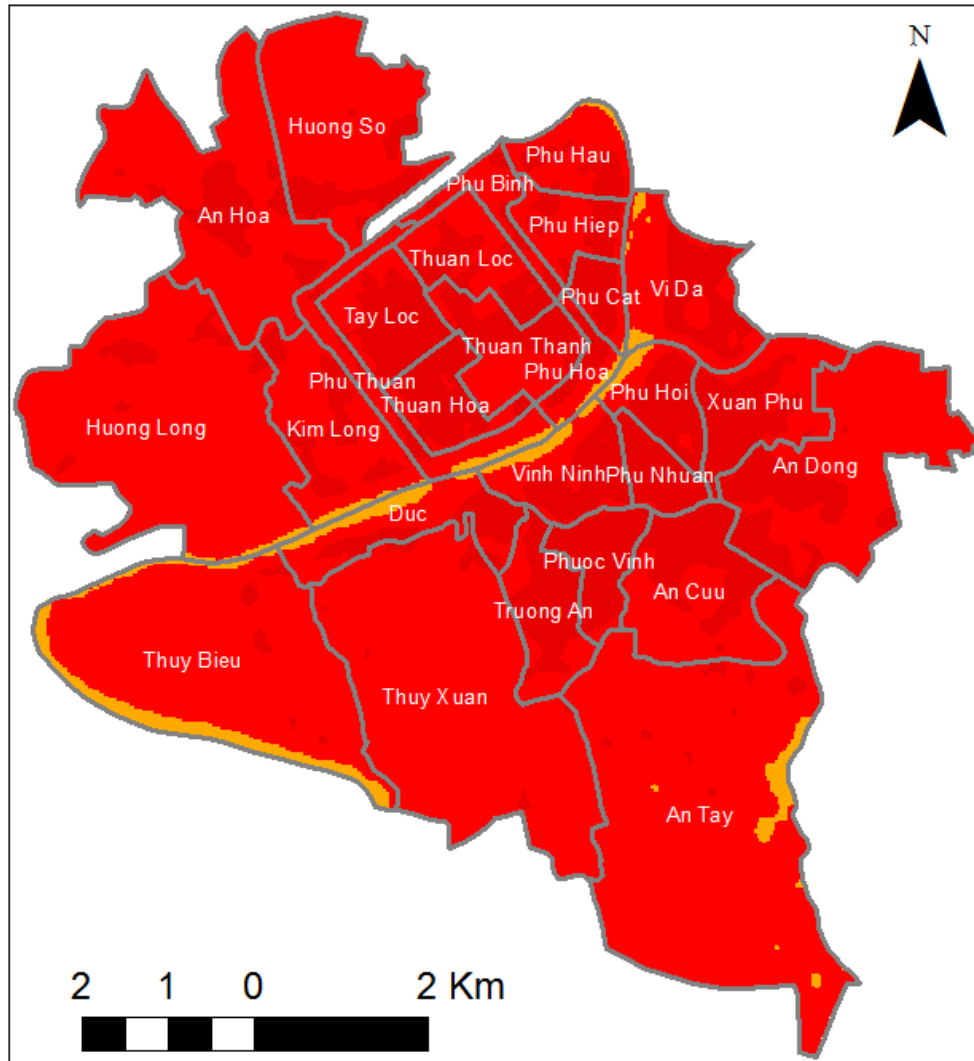 N
Huong So
Phu Hau
Phu Binh
An Hoa
Phu Hiep
Thuan Loc
Phu Cat
Vi Da
Tay Loc
Thuan Thanh
Phu Hoa
Phu Thuan
Phu Hoi
Xuan Phu
Thuan Hoa
Huong Long
Kim Long
Vinh Ninh
Phu Nhuan
An Dong
Duc
Phuoc Vinh
An Cuu
Truong An
Thuy Bieu
Thuy Xuan
An Tay
2 1 0 2 Km